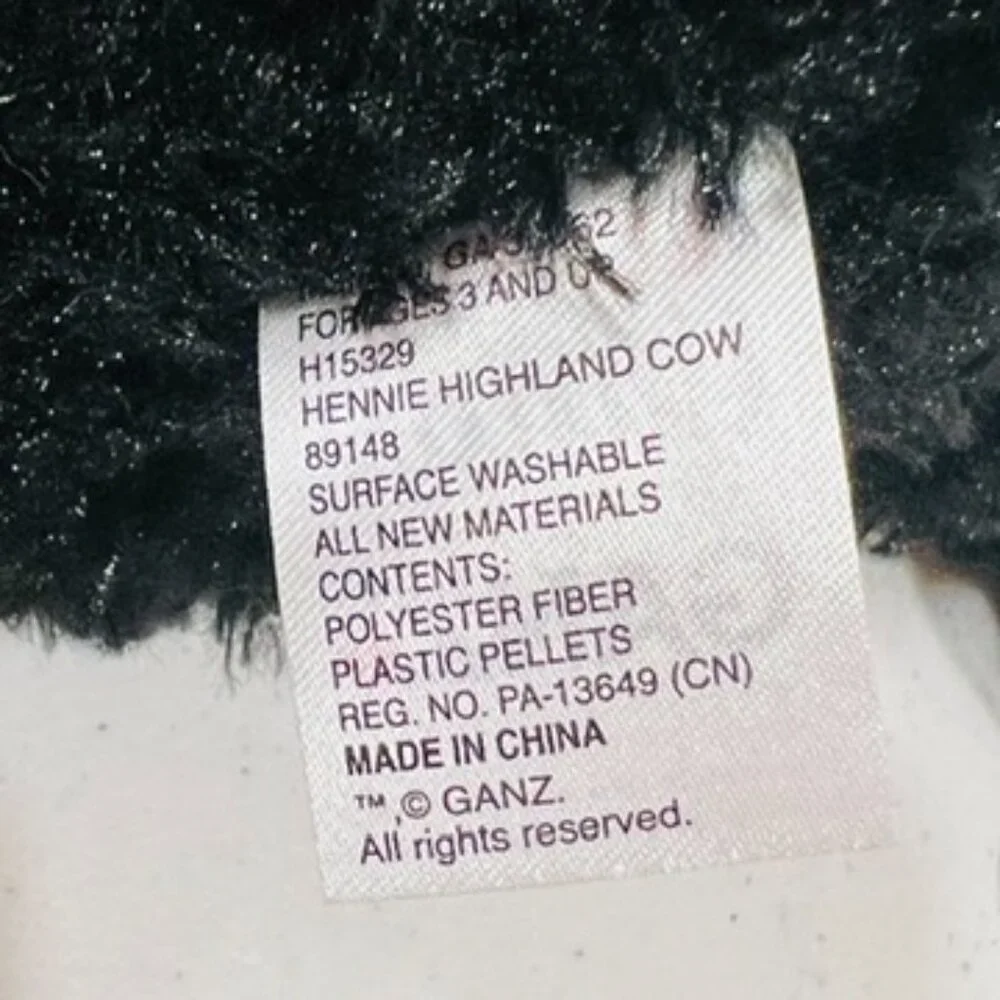 FOR AGES 3 AND UP
H15329
HENNIE HIGHLAND COW
89148
SURFACE WASHABLE
ALL NEW MATERIALS
CONTENTS:
POLYESTER FIBER
PLASTIC PELLETS
REG. NO. PA-13649 (CN)
MADE IN CHINA
™,© GANZ.
All rights reserved.